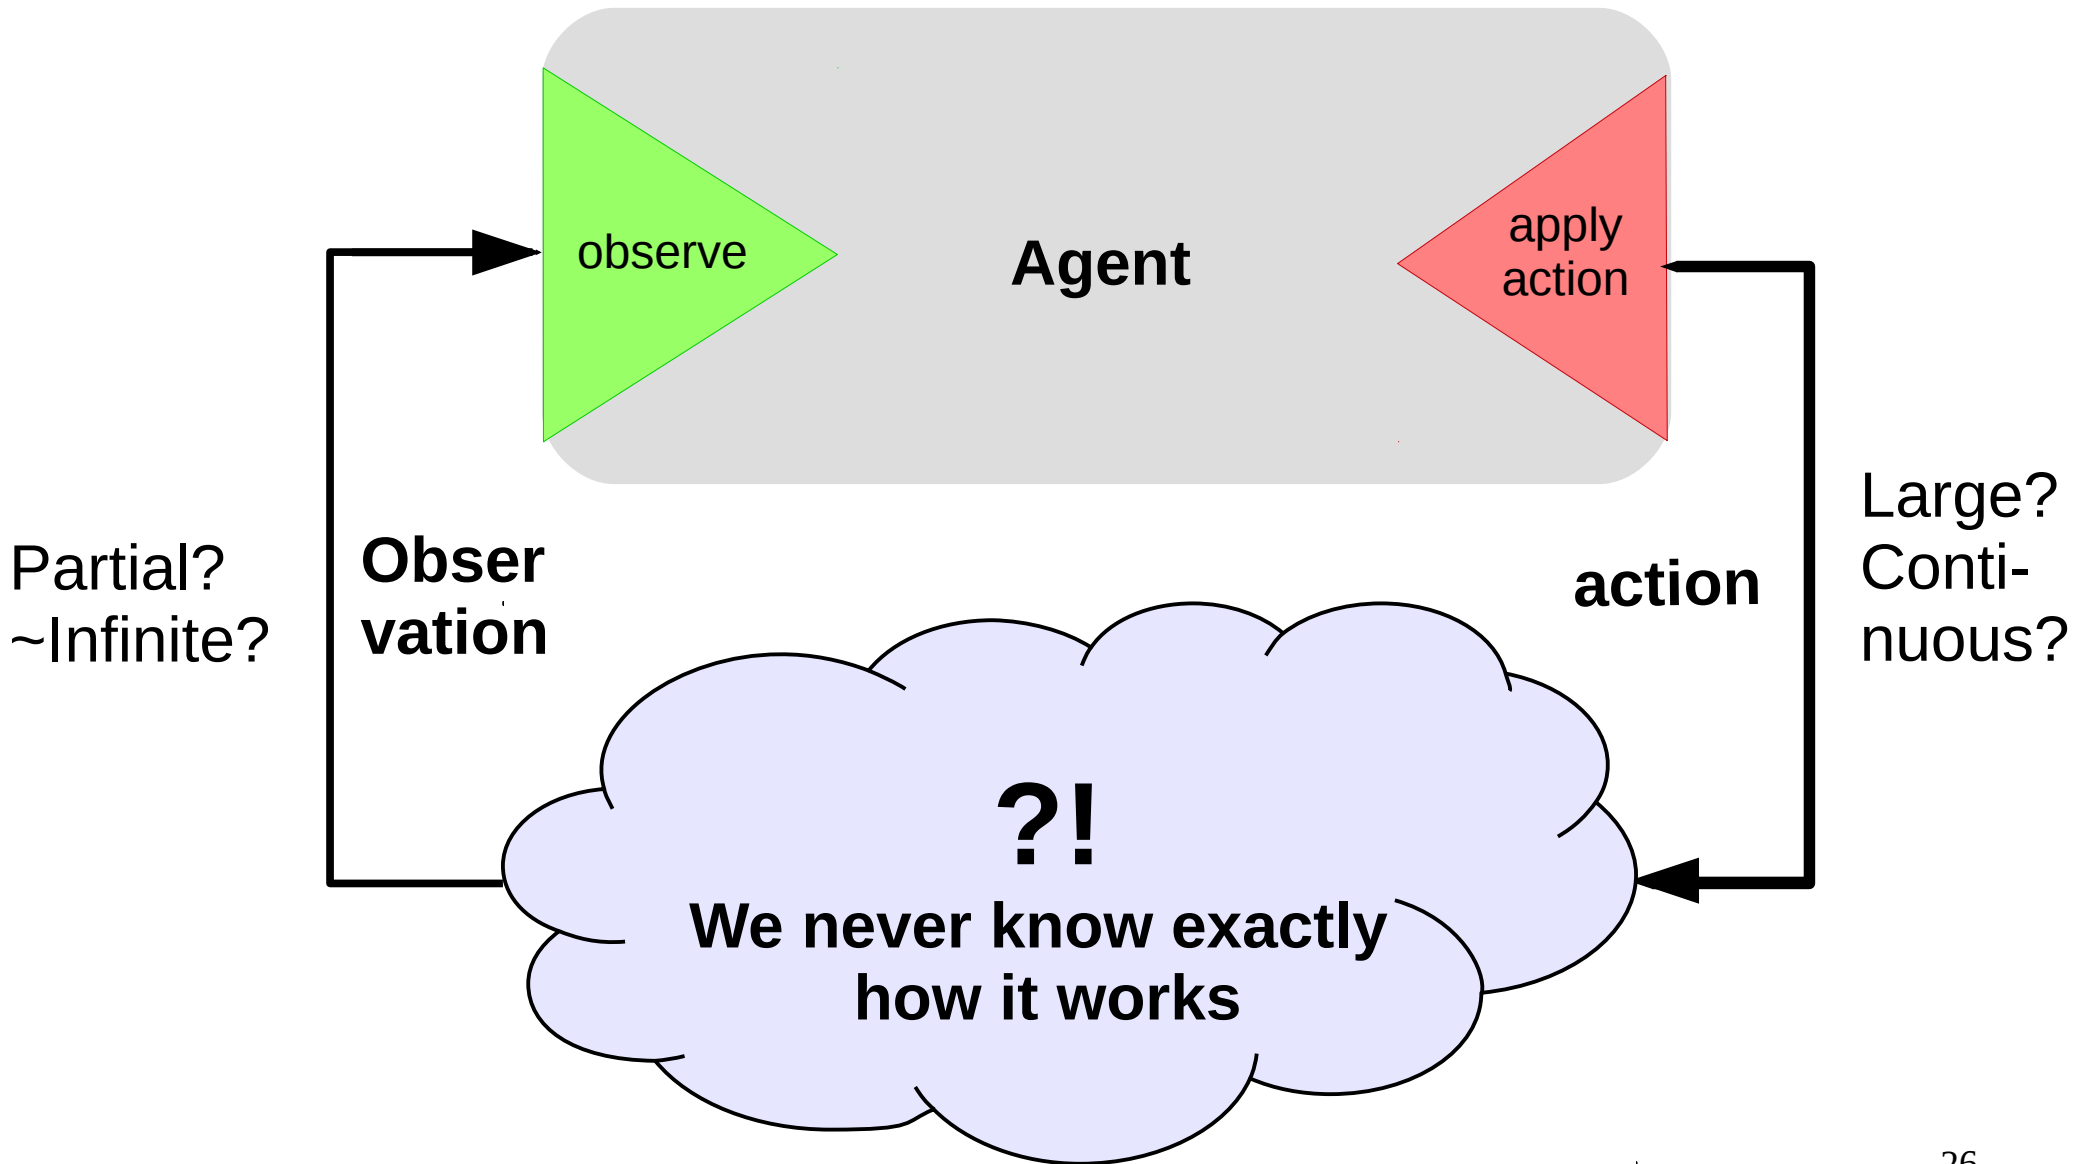 observe
Agent
apply
action
Partial?
~Infinite?
Obser
vation
action
Large?
Conti-
nuous?
?!
We never know exactly
how it works
26